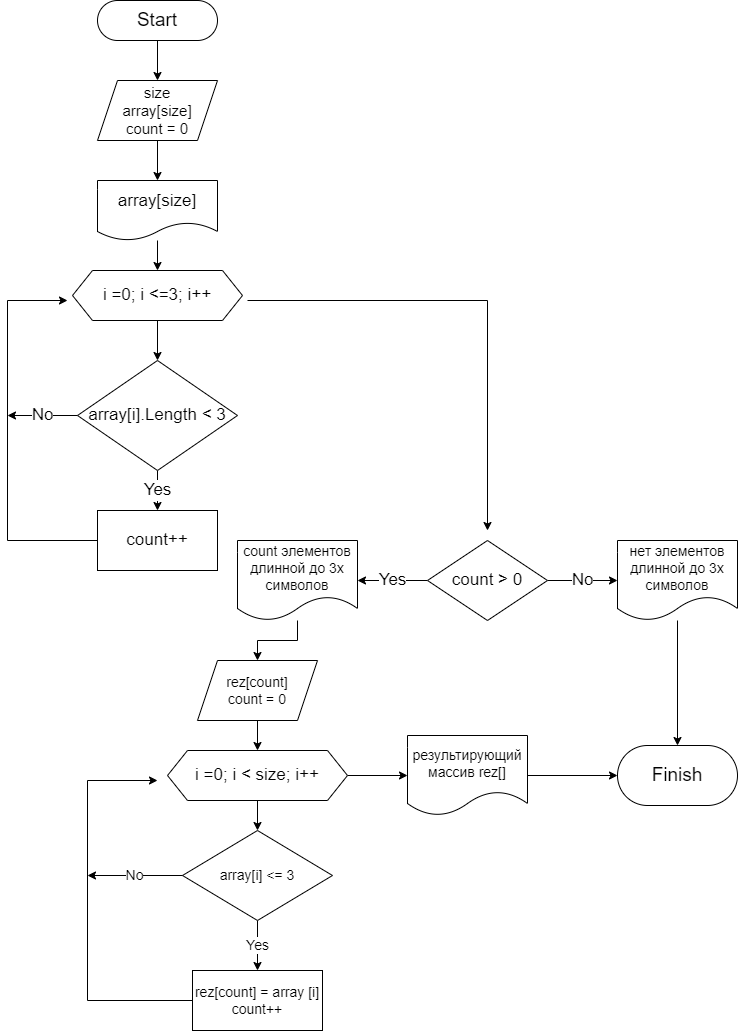 Start
size
array[size]
count = 0
array[size]
i =0; i <=3; i++
No
array[i].Length < 3
Yes
count++
count элементов
длинной до 3х
символов
Yes
count > 0
No
нет элементов
длинной до 3х
символов
rez[count]
count = 0
i =0; i < size; i++
результирующий
массив rez[]
Finish
No
array[i] <= 3
Yes
rez[count] = array [i]
count++